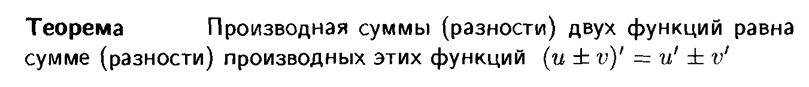 Теорема Производная суммы (разности) двух функций равна
сумме (разности) производных этих функций (u ± v)′ = u′ ± v′